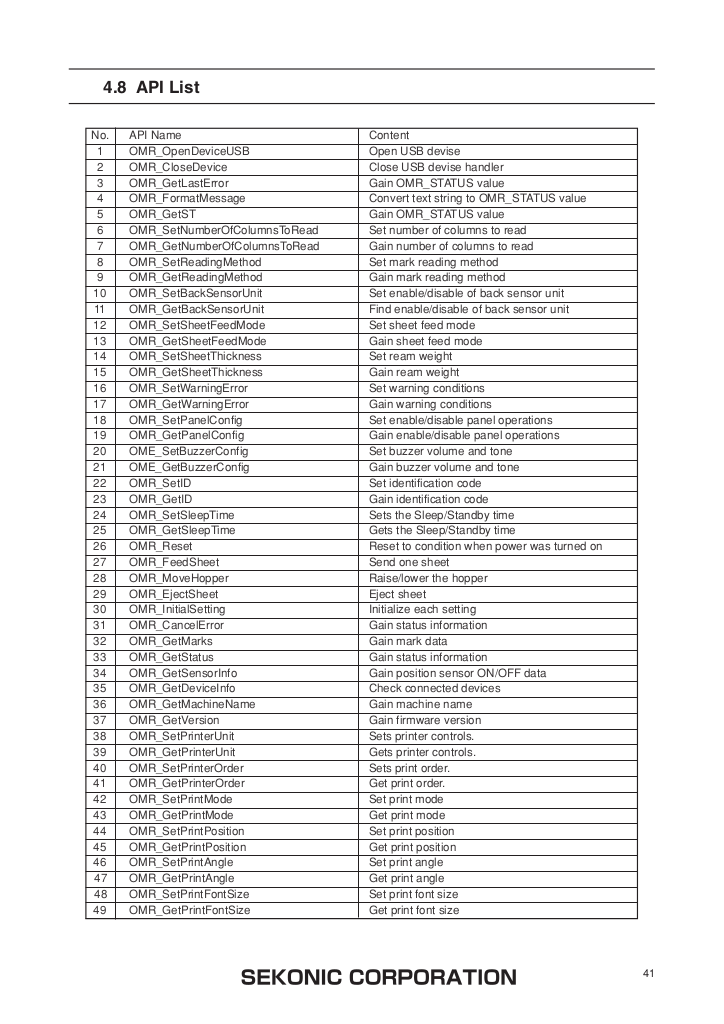 4.8 API List
No. API Name Content
1 OMR_OpenDeviceUSB Open USB devise
2 OMR_CloseDevice Close USB devise handler
3 OMR_GetLastError Gain OMR_STATUS value
4 OMR_FormatMessage Convert text string to OMR_STATUS value
5 OMR_GetST Gain OMR_STATUS value
6 OMR_SetNumberOfColumnsToRead Set number of columns to read
7 OMR_GetNumberOfColumnsToRead Gain number of columns to read
8 OMR_SetReadingMethod Set mark reading method
9 OMR_GetReadingMethod Gain mark reading method
10 OMR_SetBackSensorUnit Set enable/disable of back sensor unit
11 OMR_GetBackSensorUnit Find enable/disable of back sensor unit
12 OMR_SetSheetFeedMode Set sheet feed mode
13 OMR_GetSheetFeedMode Gain sheet feed mode
14 OMR_SetSheetThickness Set ream weight
15 OMR_GetSheetThickness Gain ream weight
16 OMR_SetWarningError Set warning conditions
17 OMR_GetWarningError Gain warning conditions
18 OMR_SetPanelConfig Set enable/disable panel operations
19 OMR_GetPanelConfig Gain enable/disable panel operations
20 OME_SetBuzzerConfig Set buzzer volume and tone
21 OME_GetBuzzerConfig Gain buzzer volume and tone
22 OMR_SetID Set identification code
23 OMR_GetID Gain identification code
24 OMR_SetSleepTime Sets the Sleep/Standby time
25 OMR_GetSleepTime Gets the Sleep/Standby time
26 OMR_Reset Reset to condition when power was turned on
27 OMR_FeedSheet Send one sheet
28 OMR_MoveHopper Raise/lower the hopper
29 OMR_EjectSheet Eject sheet
30 OMR_InitialSetting Initialize each setting
31 OMR_CancelError Gain status information
32 OMR_GetMarks Gain mark data
33 OMR_GetStatus Gain status information
34 OMR_GetSensorInfo Gain position sensor ON/OFF data
35 OMR_GetDeviceInfo Check connected devices
36 OMR_GetMachineName Gain machine name
37 OMR_GetVersion Gain firmware version
38 OMR_SetPrinterUnit Sets printer controls.
39 OMR_GetPrinterUnit Gets printer controls.
40 OMR_SetPrinterOrder Sets print order.
41 OMR_GetPrinterOrder Get print order.
42 OMR_SetPrintMode Set print mode
43 OMR_GetPrintMode Get print mode
44 OMR_SetPrintPosition Set print position
45 OMR_GetPrintPosition Get print position
46 OMR_SetPrintAngle Set print angle
47 OMR_GetPrintAngle Get print angle
48 OMR_SetPrintFontSize Set print font size
49 OMR_GetPrintFontSize Get print font size
SEKONIC CORPORATION 41